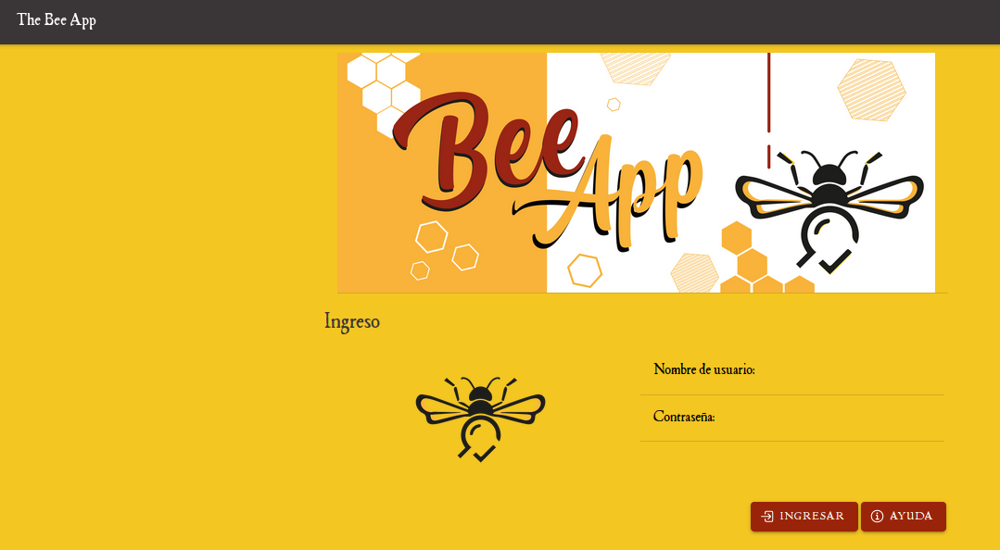 The Bee App
Bee
App
Ingreso
Nombre de usuario:
Contraseña:
INGRESAR
AYUDA